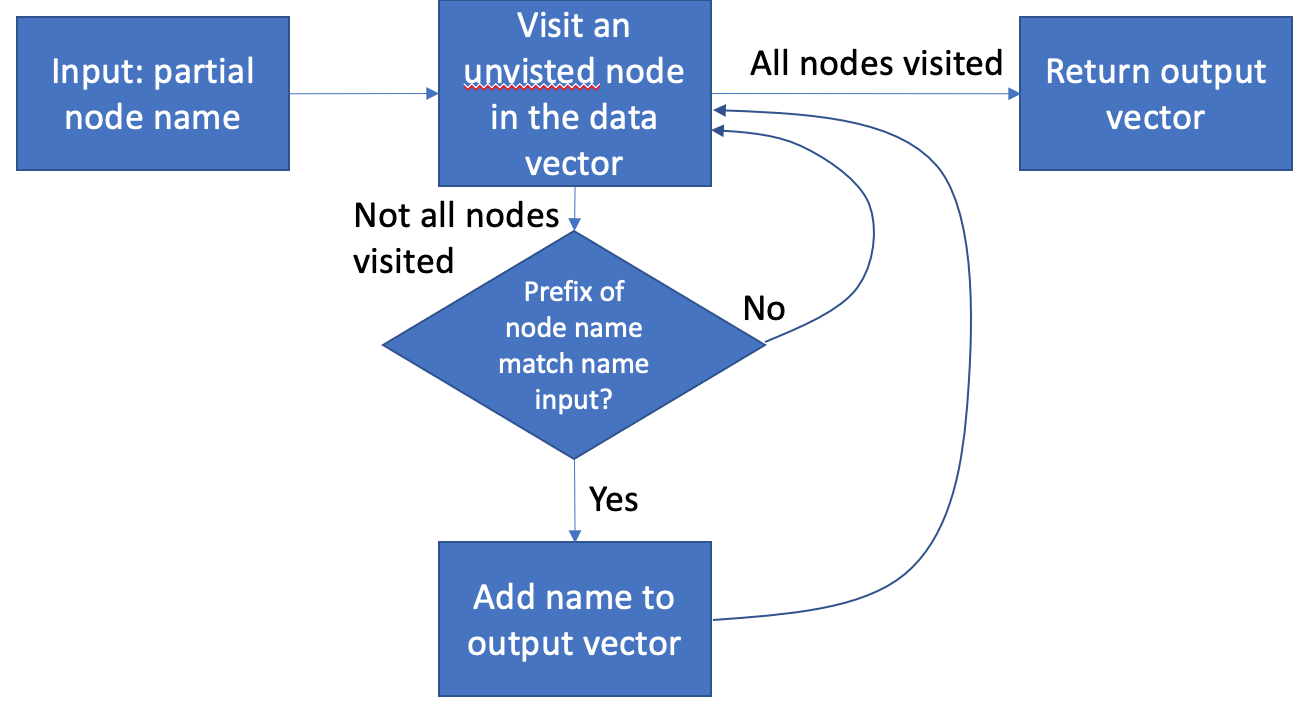 Input: partial
node name
Visit an
unvisted node
in the data
vector
All nodes visited
Return output
vector
Not all nodes
visited
Prefix of
node name
match name
input?
No
Yes
Add name to
output vector